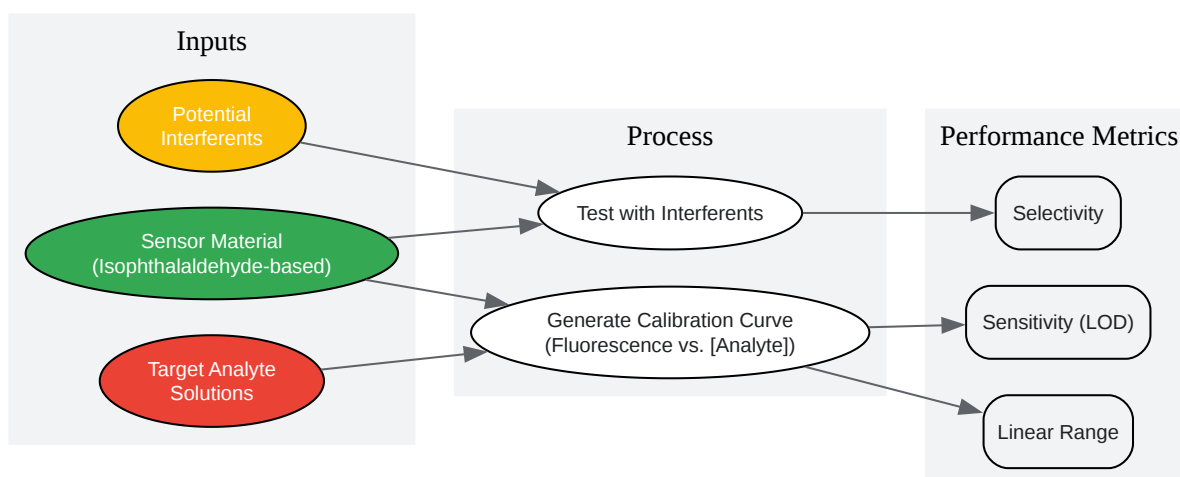 Inputs
Potential
Interferents
Sensor Material
(Isophthalaldehyde-based)
Target Analyte
Solutions
Process
Test with Interferents
Generate Calibration Curve
(Fluorescence vs. [Analyte])
Performance Metrics
Selectivity
Sensitivity (LOD)
Linear Range